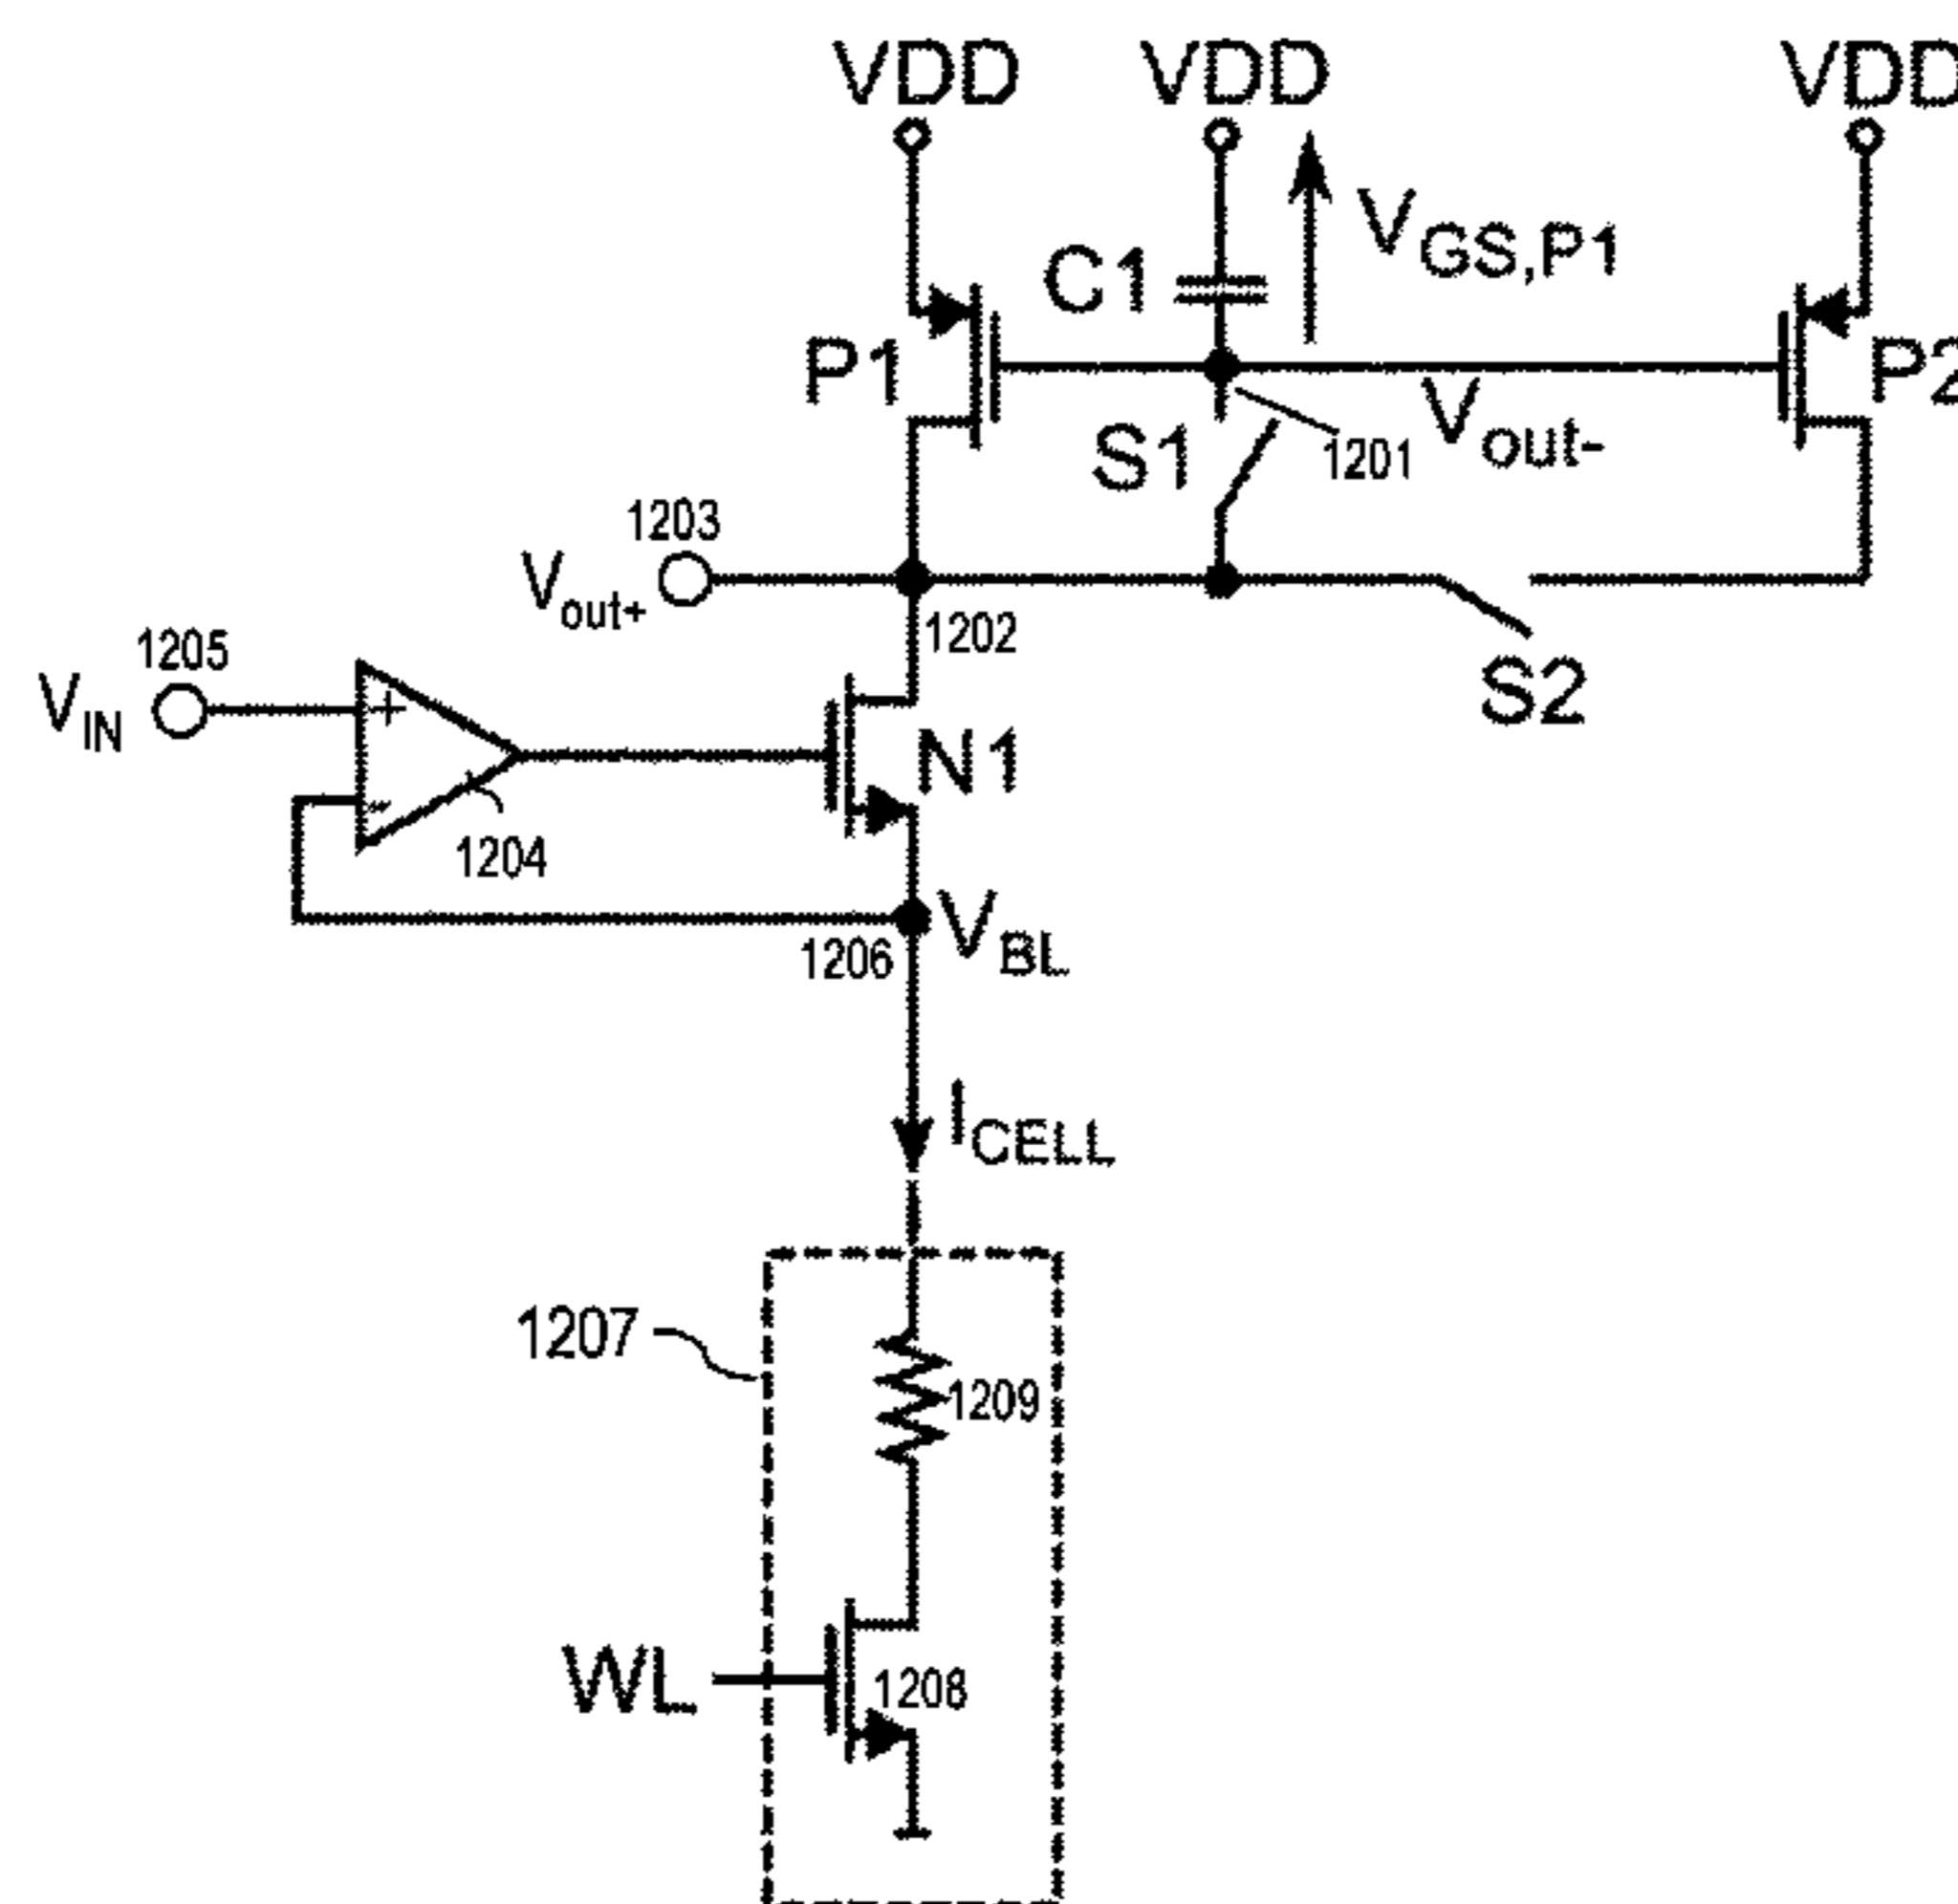 VDD VDD VDD
C1 VGS,P1
P1 P2
S1 1201 Vout-
1203
Vout+
1202
1205
VIN + S2
N1
-
1204
VBL
1206
ICELL
1207
1209
WL 1208